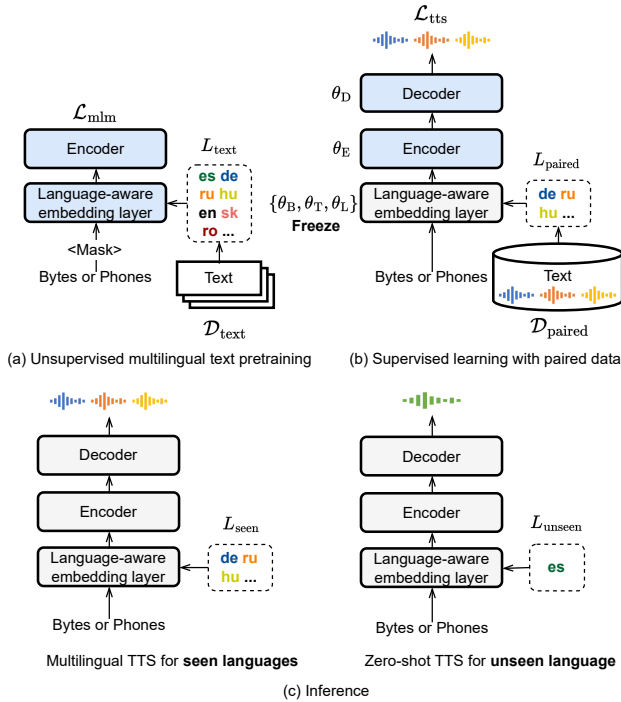 L_mlm
Encoder
Language-aware
embedding layer
<Mask>
Bytes or Phones
L_text
es de
ru hu
en sk
ro ...
Text
D_text
(a) Unsupervised multilingual text pretraining
L_tts
θ_D
Decoder
θ_E
Encoder
{θ_B, θ_T, θ_L}
Freeze
Language-aware
embedding layer
Bytes or Phones
L_paired
de ru
hu ...
Text
D_paired
(b) Supervised learning with paired data
Decoder
Encoder
Language-aware
embedding layer
Bytes or Phones
L_seen
de ru
hu ...
Multilingual TTS for seen languages
Decoder
Encoder
Language-aware
embedding layer
Bytes or Phones
L_unseen
es
Zero-shot TTS for unseen language
(c) Inference